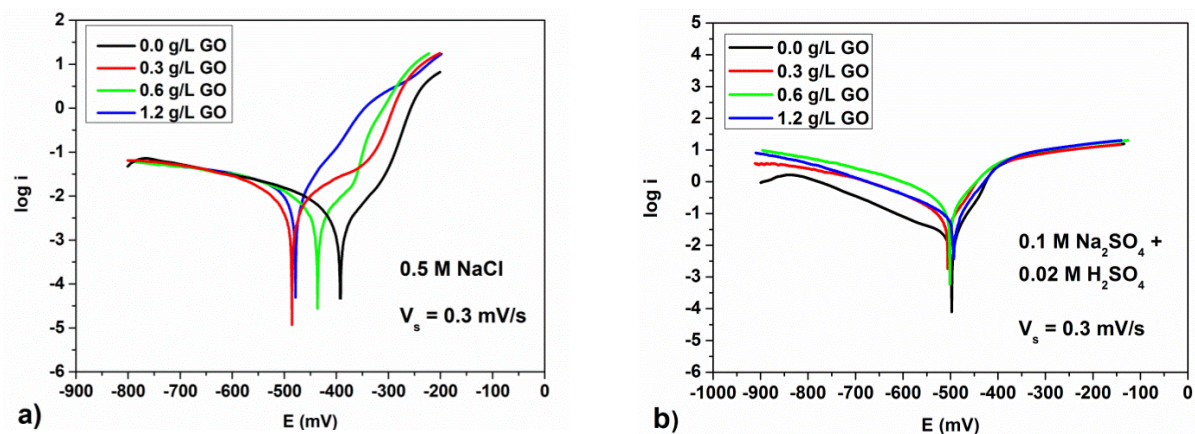 2
1
0
-1
-2
-3
-4
-5
-6
log i
0.0 g/L GO
0.3 g/L GO
0.6 g/L GO
1.2 g/L GO
0.5 M NaCl
Vs = 0.3 mV/s
-900 -800 -700 -600 -500 -400 -300 -200 -100 0
a)
E (mV)
5
4
3
2
1
0
-1
-2
-3
-4
-5
-6
log i
0.0 g/L GO
0.3 g/L GO
0.6 g/L GO
1.2 g/L GO
0.1 M Na2SO4 +
0.02 M H2SO4
Vs = 0.3 mV/s
-1000 -900 -800 -700 -600 -500 -400 -300 -200 -100 0
b)
E (mV)